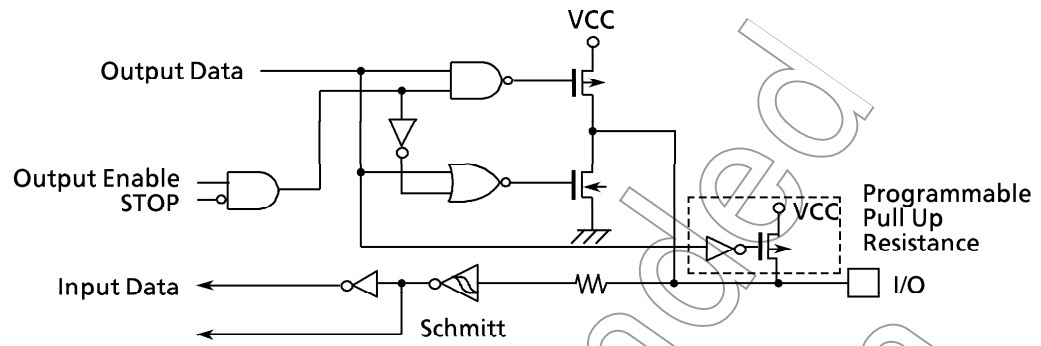 VCC
Output Data
Output Enable
STOP
VCC
Programmable
Pull Up
Resistance
Input Data
I/O
Schmitt